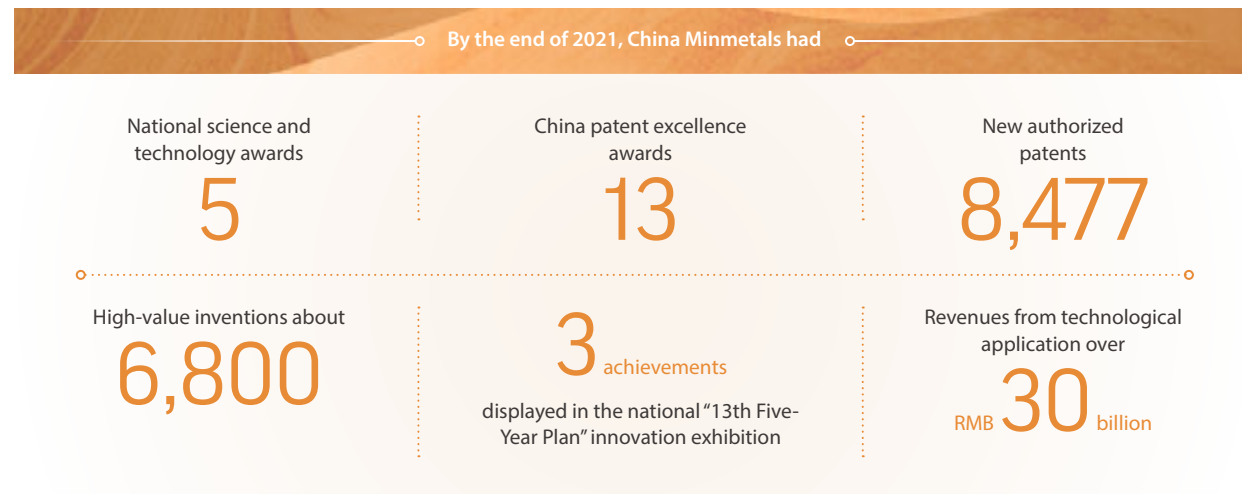 By the end of 2021, China Minmetals had
National science and
technology awards
5
China patent excellence
awards
13
New authorized
patents
8,477
High-value inventions about
6,800
3 achievements
displayed in the national “13th Five-
Year Plan” innovation exhibition
Revenues from technological
application over
RMB 30 billion